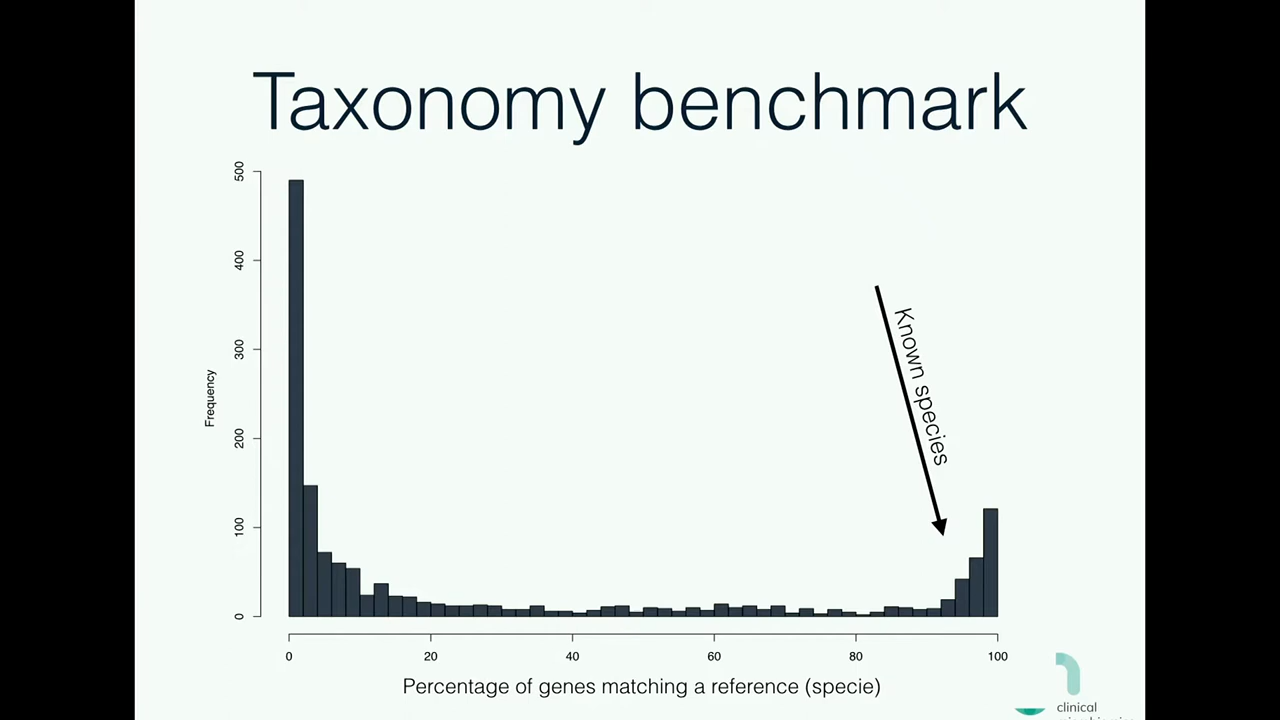 Taxonomy benchmark
500
400
300
200
100
0
Frequency
Known species
0 20 40 60 80 100
Percentage of genes matching a reference (specie)
clinical